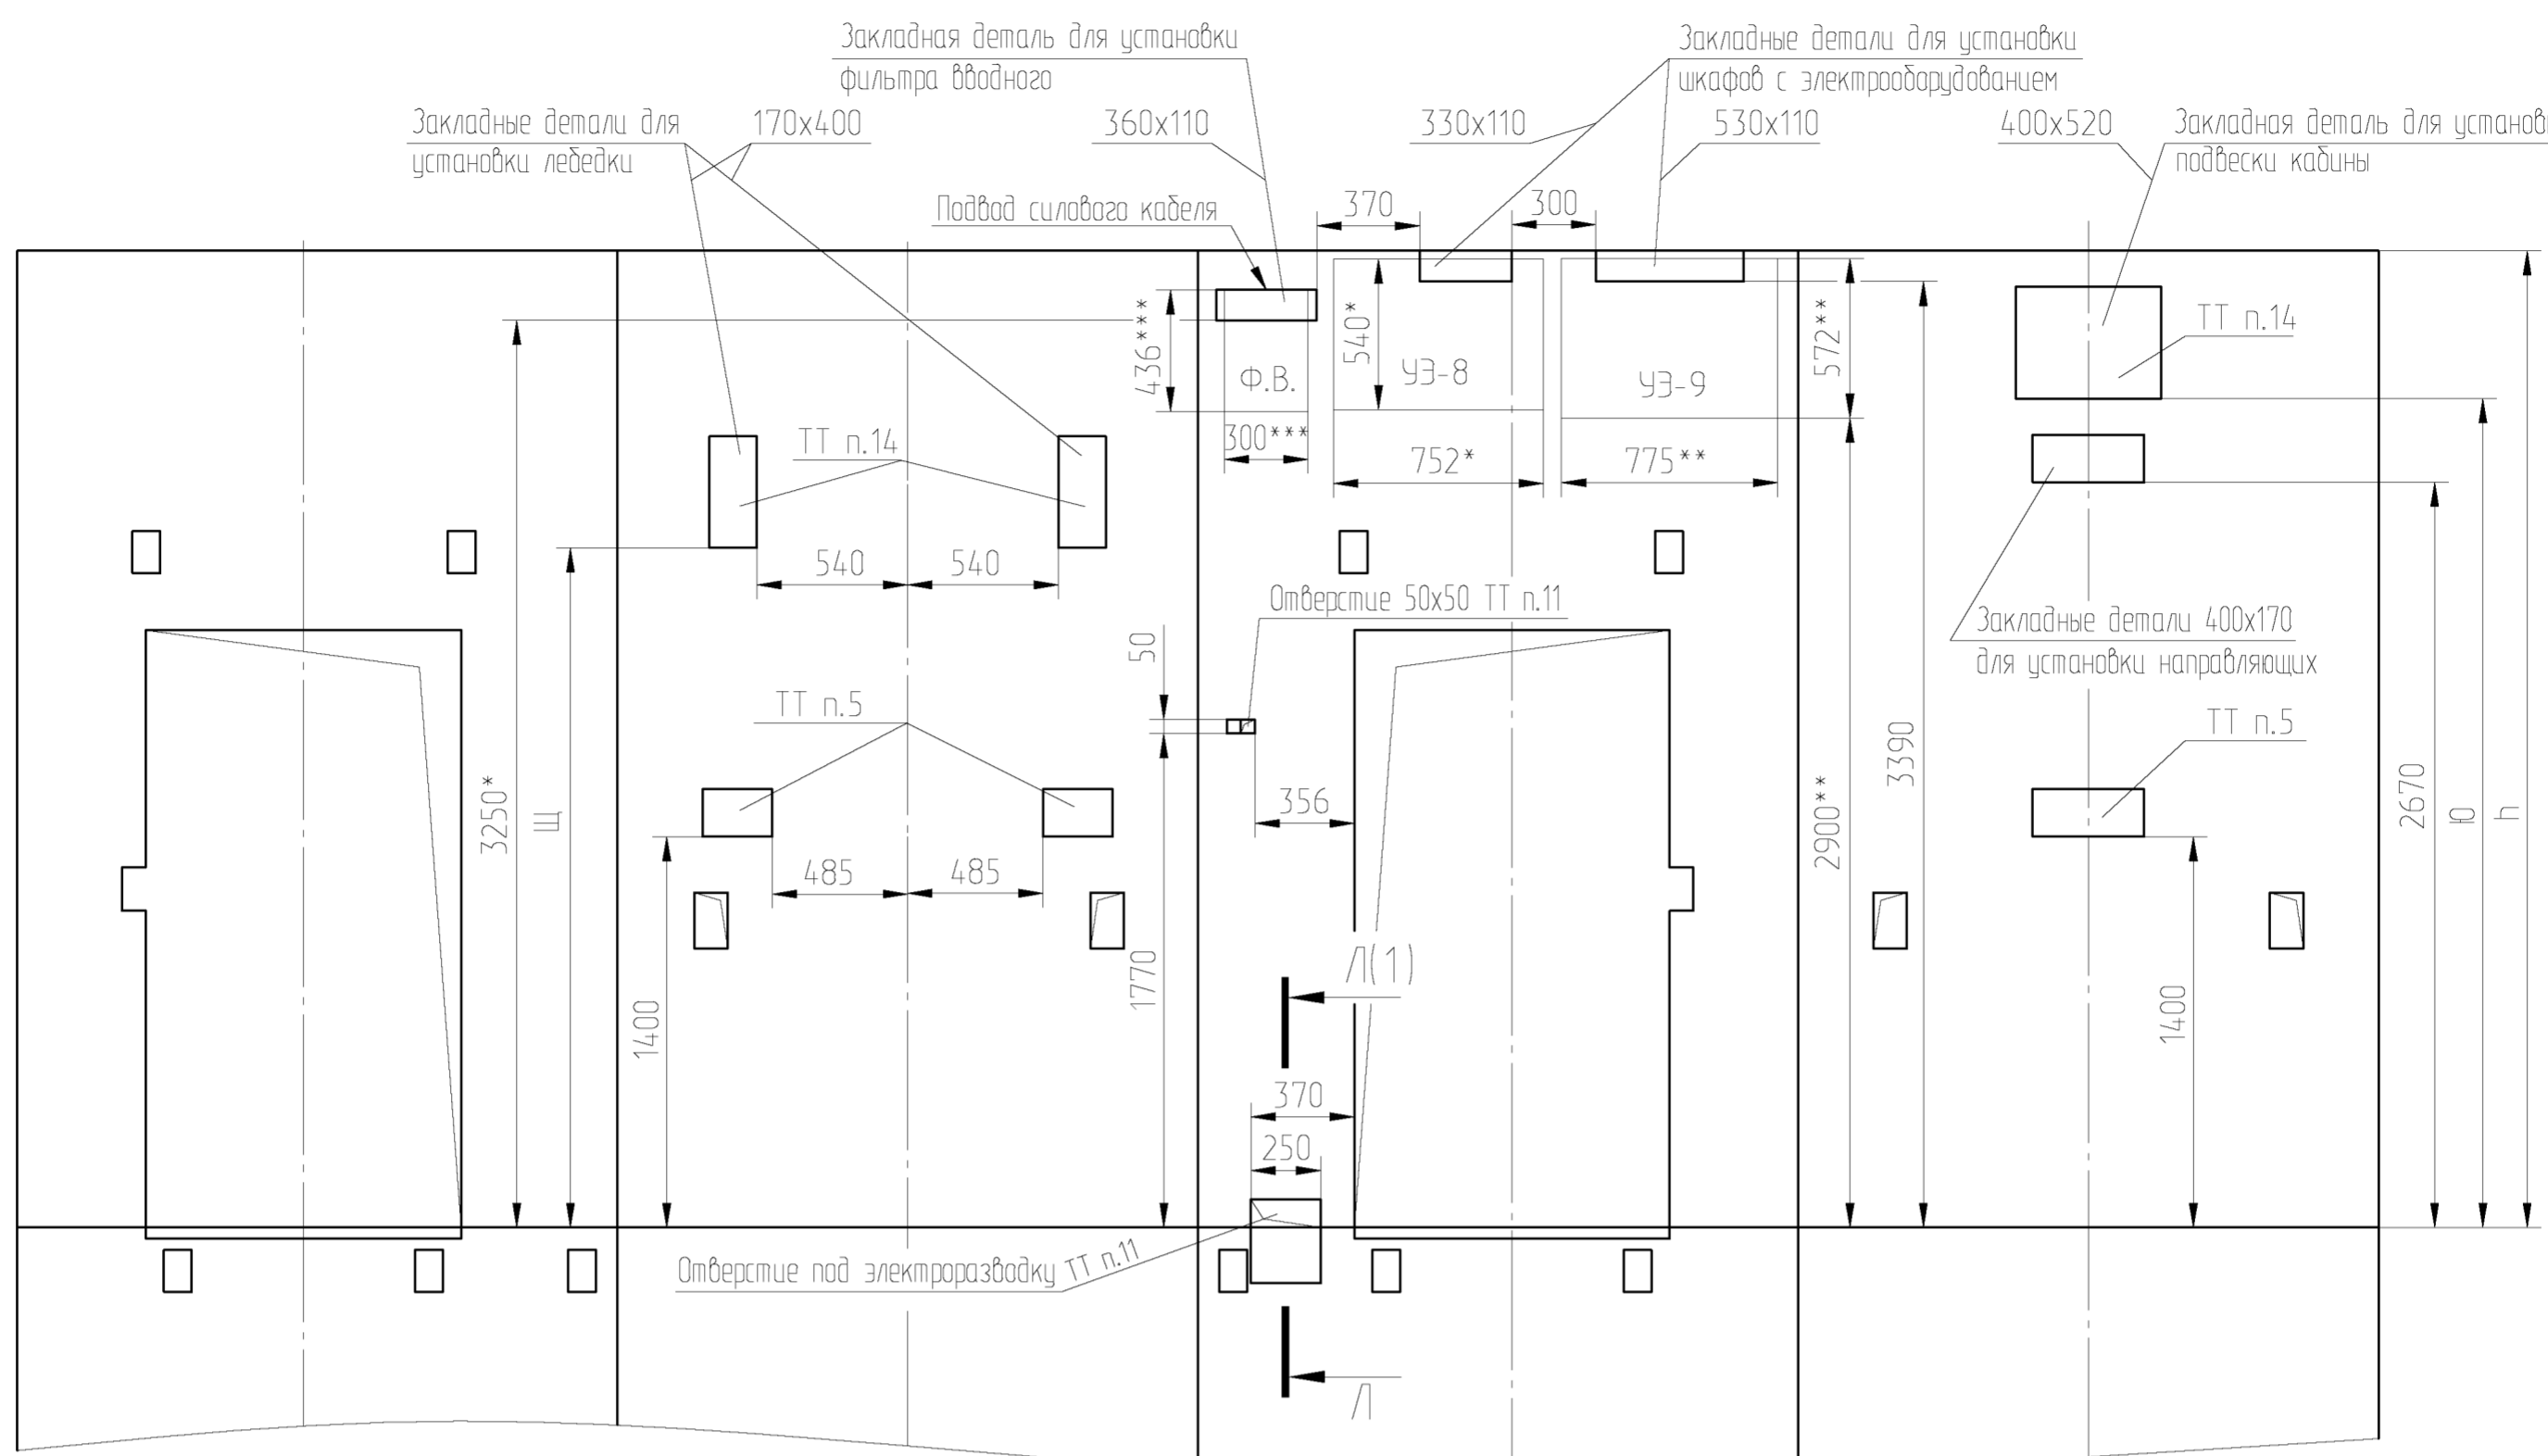 Закладная деталь для установки
фильтра вводного
Закладные детали для установки
шкафов с электрооборудованием
Закладные детали для
установки лебедки
170х400
360х110
330х110
530х110
400х520
Закладная деталь для
подвески кабины
Подвод силового кабеля
370
300
436***
540*
572**
Ф.В.
УЭ-8
УЭ-9
ТТ п.14
ТТ п.14
300***
752*
775**
540
540
Отверстие 50х50 ТТ п.11
Закладные детали 400х170
для установки направляющих
50
ТТ п.5
ТТ п.5
3250*
Щ
356
3390
2900**
2670
Ю
h
485
485
1400
1770
Л(1)
1400
370
250
Отверстие под электроразводку ТТ п.11
Л